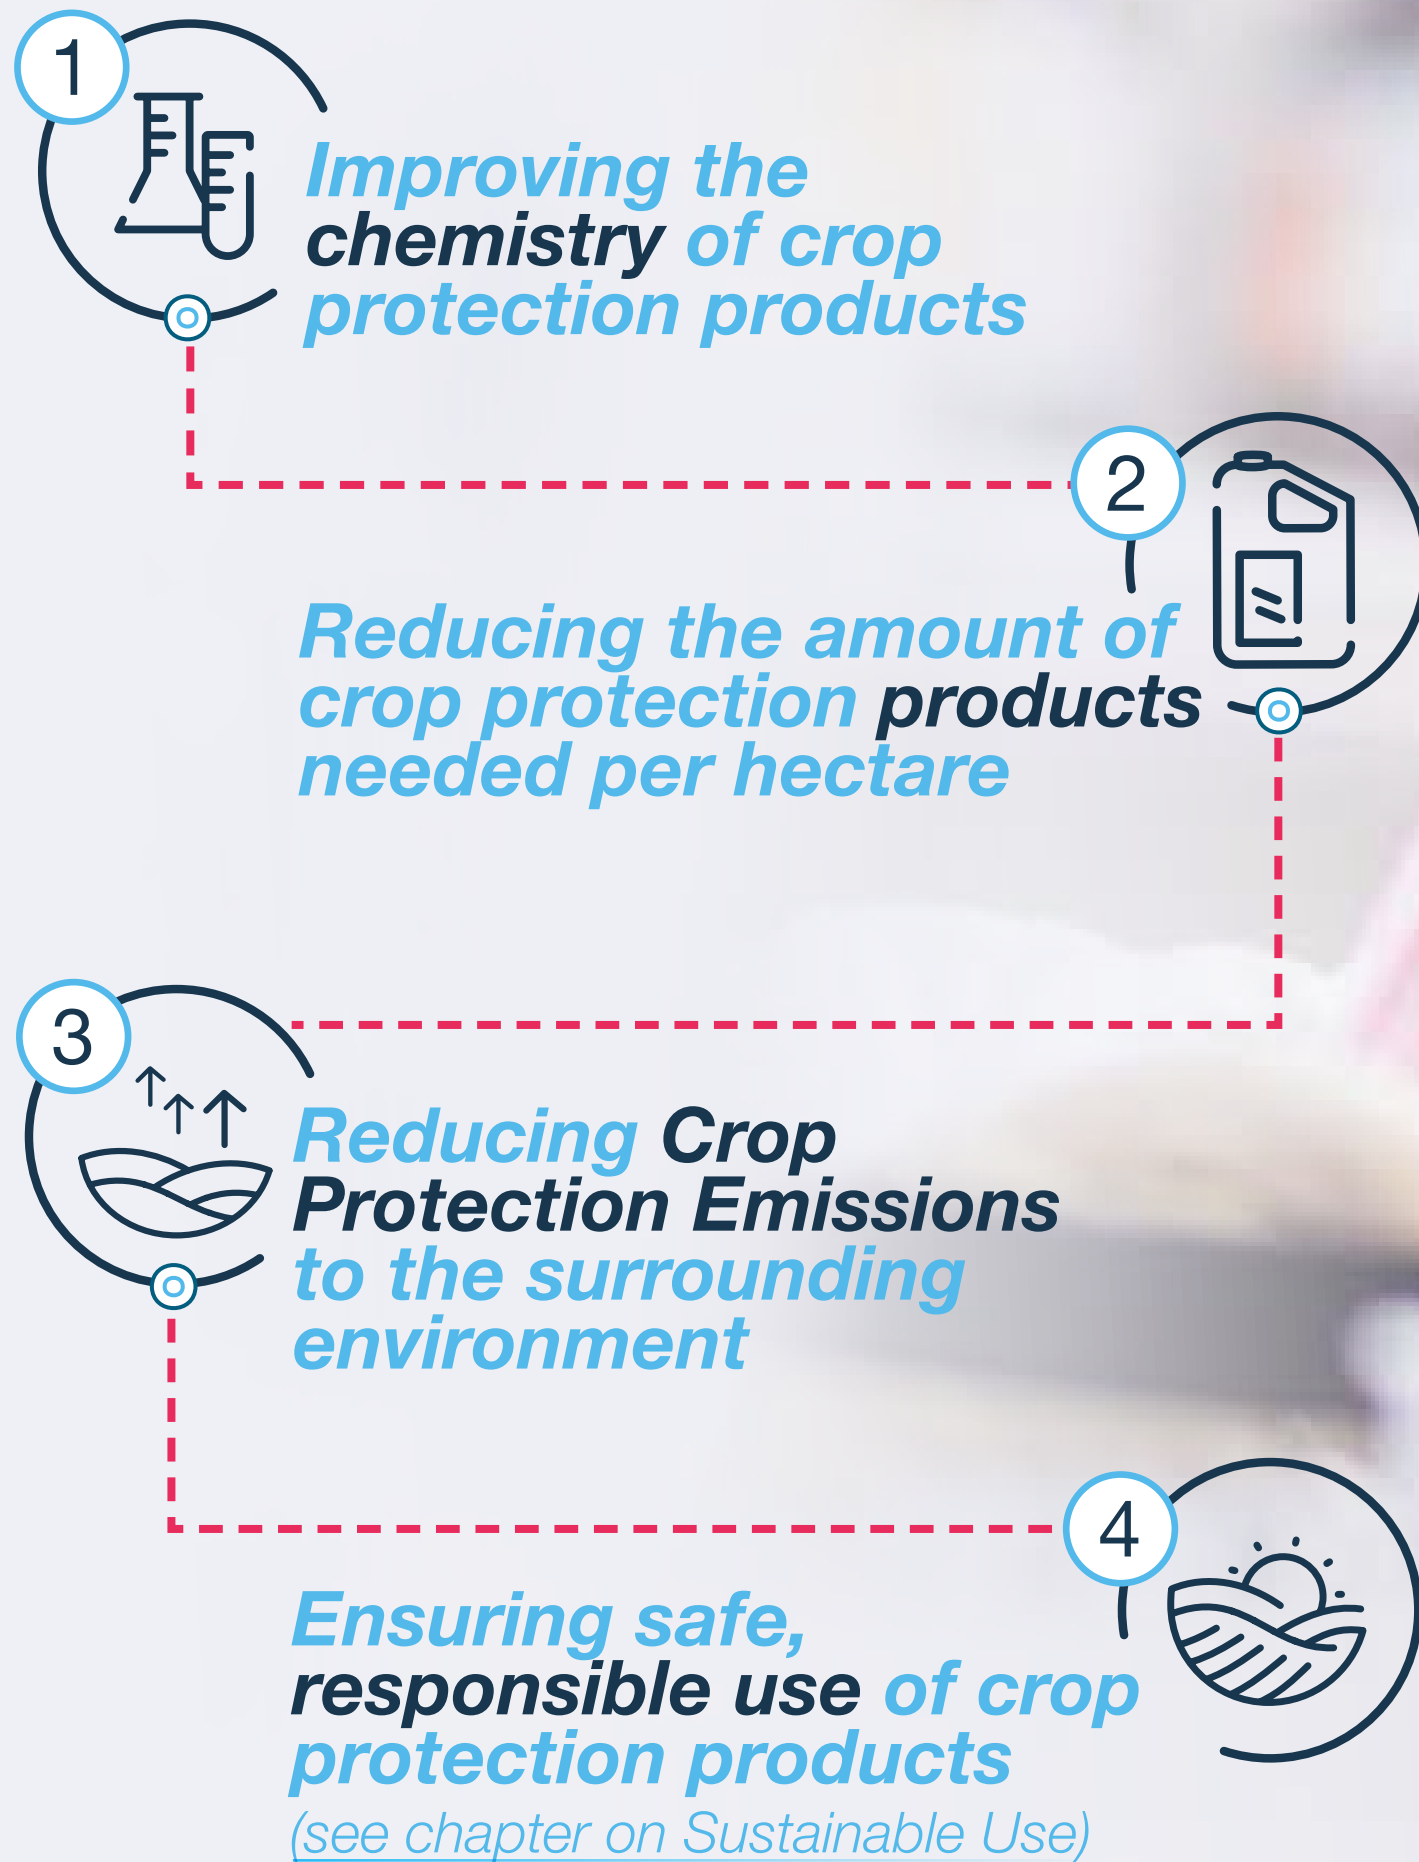 1
Improving the
chemistry of crop
protection products
2
Reducing the amount of
crop protection products
needed per hectare
3
Reducing Crop
Protection Emissions
to the surrounding
environment
4
Ensuring safe,
responsible use of crop
protection products
(see chapter on Sustainable Use)